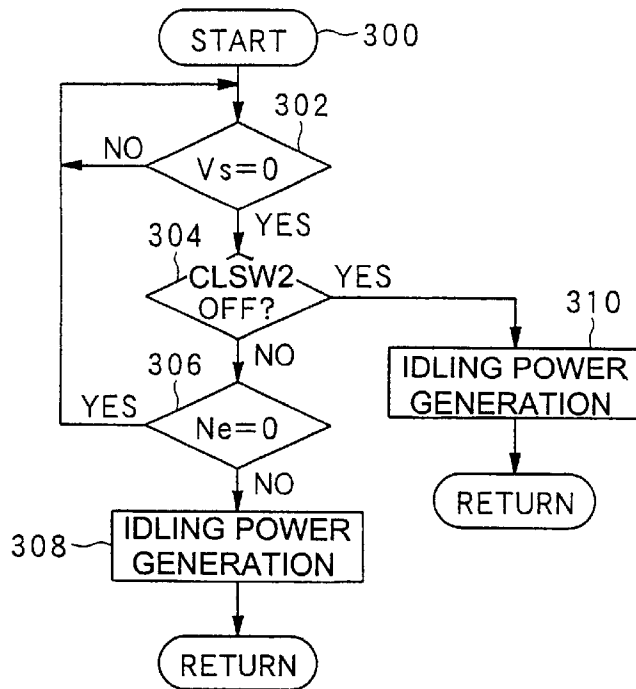 START
300
302
NO
Vs=0
YES
304
CLSW2
OFF?
YES
310
NO
IDLING POWER
GENERATION
306
YES
Ne=0
NO
RETURN
308
IDLING POWER
GENERATION
RETURN